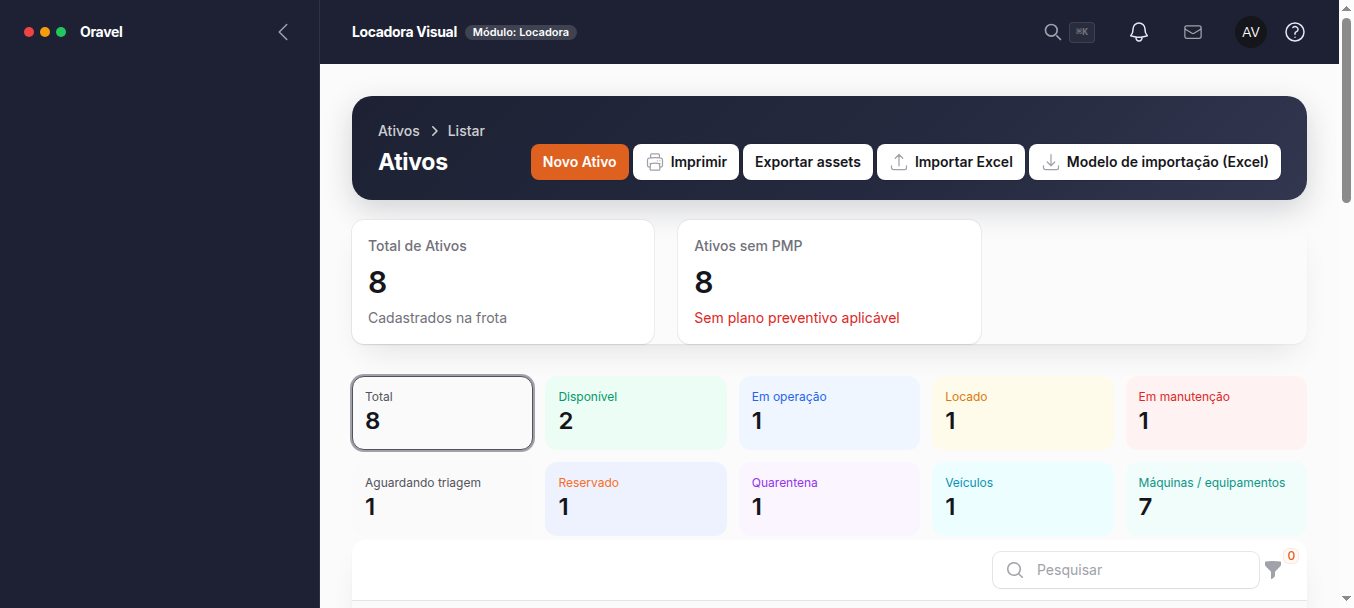 Oravel
Locadora Visual
Módulo: Locadora
⌘K
AV
Ativos
Listar
Ativos
Novo Ativo
Imprimir
Exportar assets
Importar Excel
Modelo de importação (Excel)
Total de Ativos
8
Cadastrados na frota
Ativos sem PMP
8
Sem plano preventivo aplicável
Total
8
Disponível
2
Em operação
1
Locado
1
Em manutenção
1
Aguardando triagem
1
Reservado
1
Quarentena
1
Veículos
1
Máquinas / equipamentos
7
Pesquisar
0